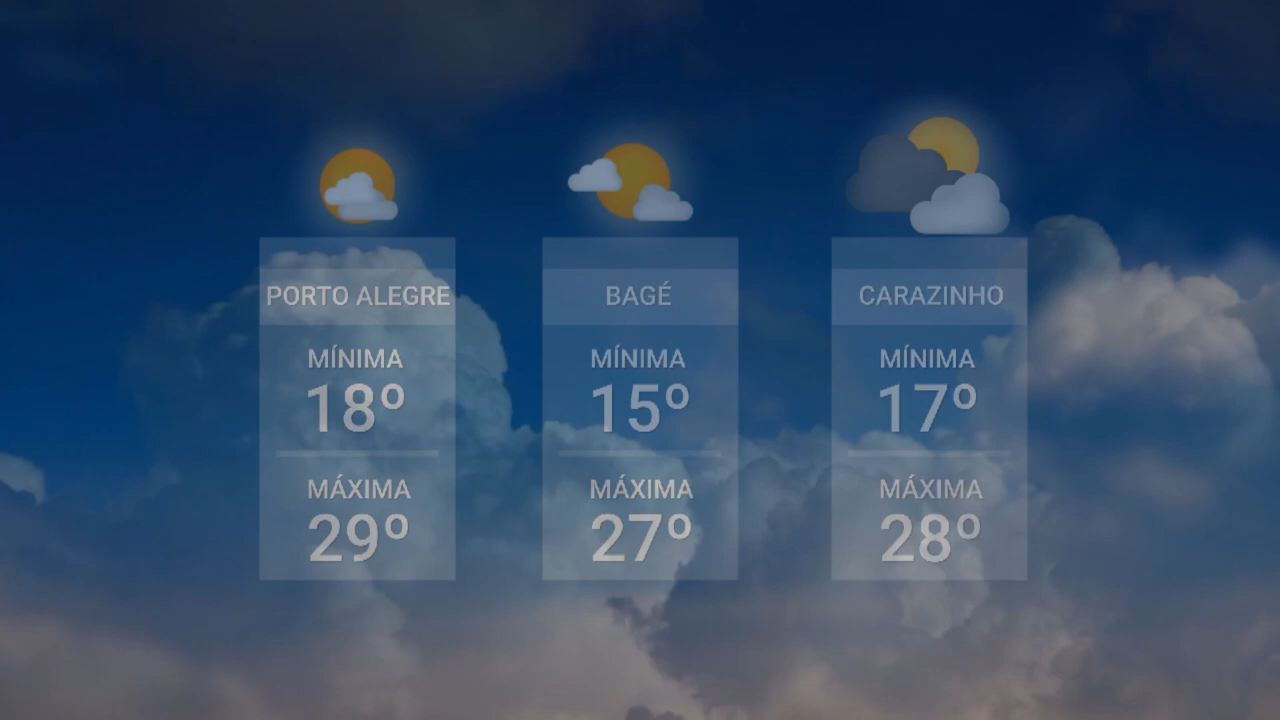 PORTO ALEGRE
MÍNIMA
18º
MÁXIMA
29º
BAGÉ
MÍNIMA
15º
MÁXIMA
27º
CARAZINHO
MÍNIMA
17º
MÁXIMA
28º